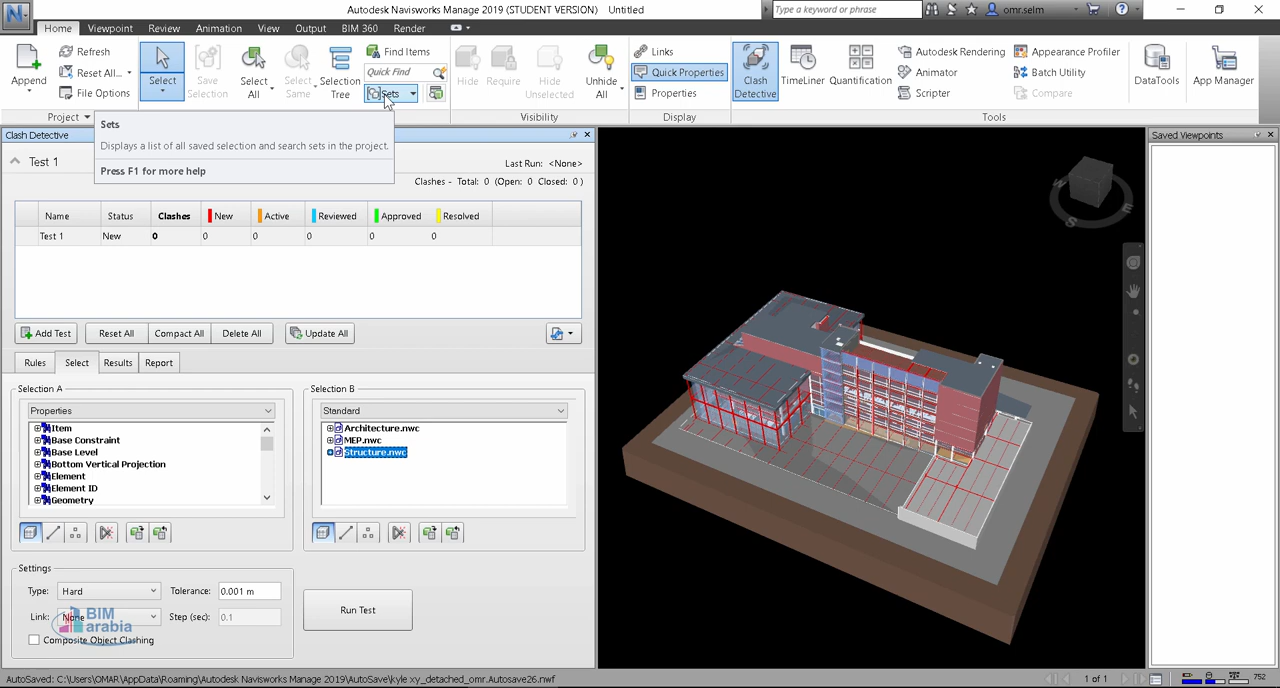 Autodesk Navisworks Manage 2019 (STUDENT VERSION) Untitled
Type a keyword or phrase
omr.selm
Home Viewpoint Review Animation View Output BIM 360 Render
Append
Refresh
Reset All...
File Options
Project
Select
Save Selection
Select All
Select Same
Selection Tree
Find Items
Quick Find
Sets
Hide
Require
Hide Unselected
Unhide All
Visibility
Links
Quick Properties
Properties
Display
Clash Detective
TimeLiner
Quantification
Autodesk Rendering
Animator
Scripter
Appearance Profiler
Batch Utility
Compare
Tools
DataTools
App Manager
Sets
Displays a list of all saved selection and search sets in the project.
Press F1 for more help
Clash Detective
Test 1
Last Run: <None>
Clashes - Total: 0 (Open: 0 Closed: 0 )
Name Status Clashes New Active Reviewed Approved Resolved
Test 1 New 0 0 0 0 0 0
Add Test Reset All Compact All Delete All Update All
Rules Select Results Report
Selection A
Properties
Item
Base Constraint
Base Level
Bottom Vertical Projection
Element
Element ID
Geometry
Selection B
Standard
Architecture.nwc
MEP.nwc
Structure.nwc
Settings
Type: Hard Tolerance: 0.001 m
Link: None Step (sec): 0.1
Composite Object Clashing
Run Test
BIM
arabia
Saved Viewpoints
W S E
AutoSaved: C:\Users\OMAR\AppData\Roaming\Autodesk Navisworks Manage 2019\AutoSave\kyle xy_detached_omr.Autosave26.nwf
1 of 1
752